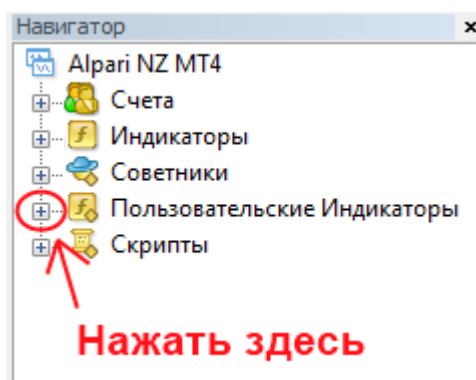 Навигатор
Alpari NZ MT4
Счета
Индикаторы
Советники
Пользовательские Индикаторы
Скрипты
Нажать здесь